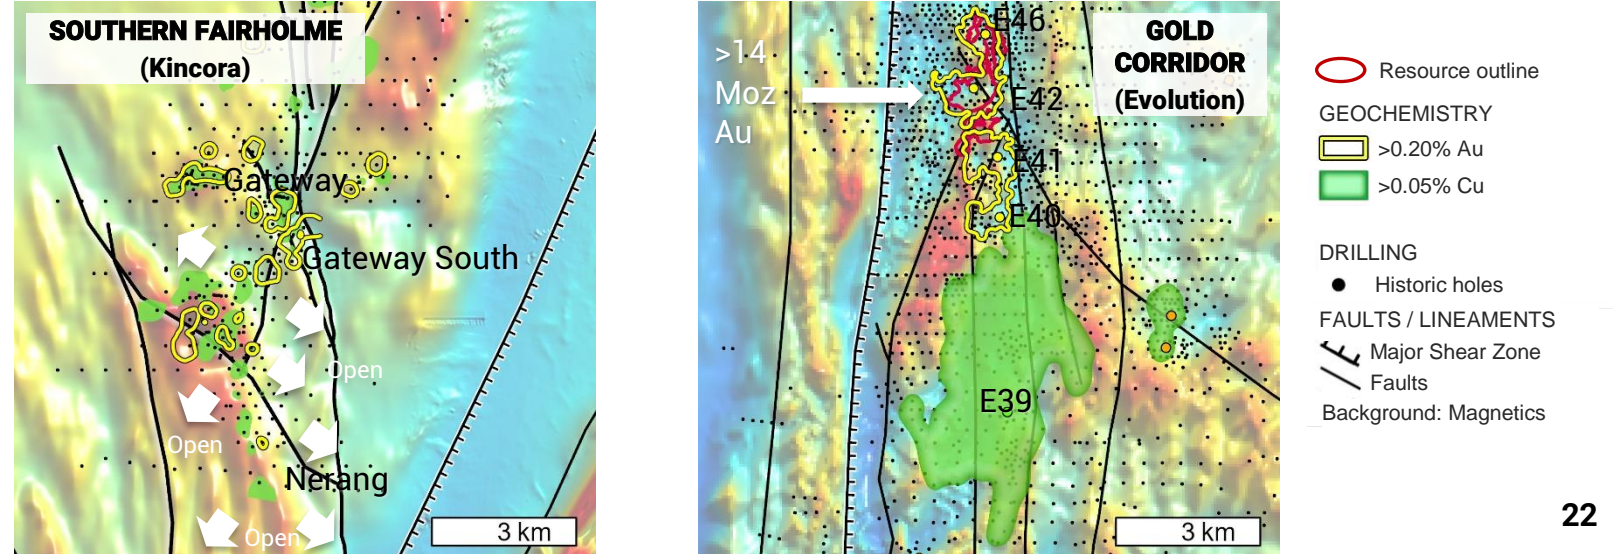 SOUTHERN FAIRHOLME
(Kincora)
Gateway
Gateway South
Open
Open
Nerang
Open
3 km
>14
Moz
Au
E46
GOLD
CORRIDOR
(Evolution)
E42
E41
E40
E39
3 km
Resource outline
GEOCHEMISTRY
>0.20% Au
>0.05% Cu
DRILLING
Historic holes
FAULTS / LINEAMENTS
Major Shear Zone
Faults
Background: Magnetics
22